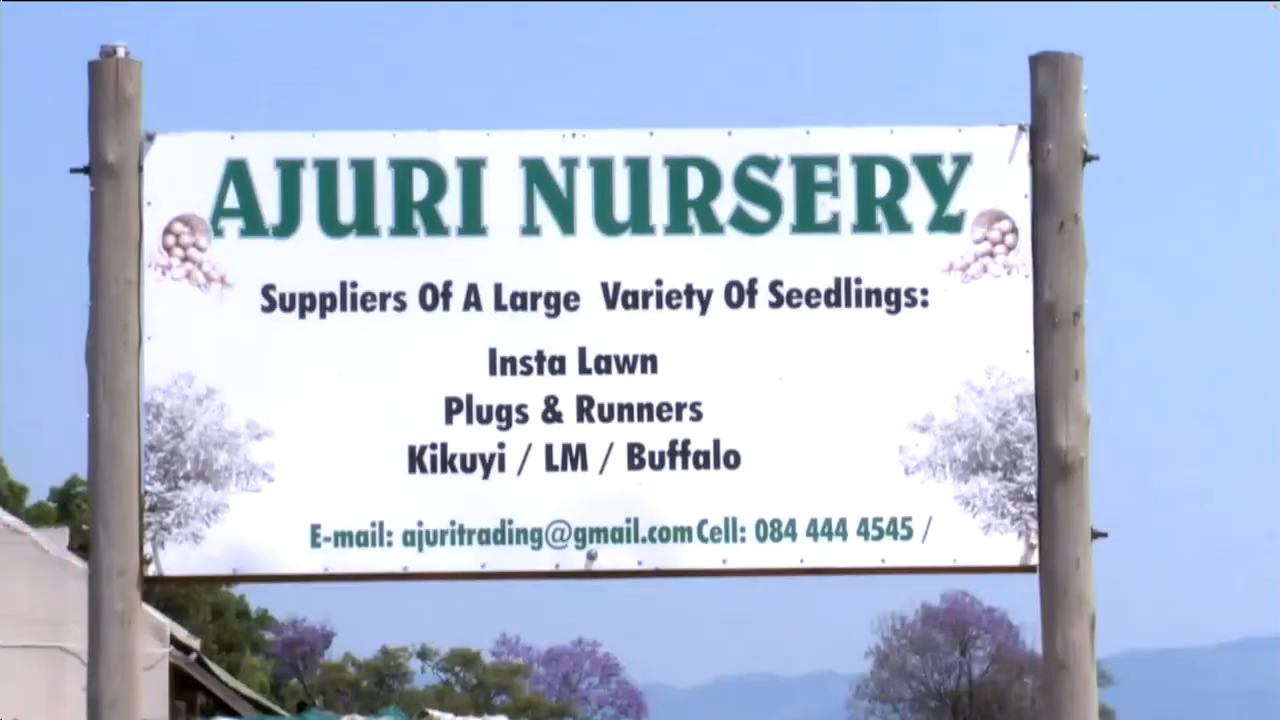 AJURI NURSERY
Suppliers Of A Large Variety Of Seedlings:
Insta Lawn
Plugs & Runners
Kikuyi / LM / Buffalo
E-mail: ajuritrading@gmail.com Cell: 084 444 4545 /